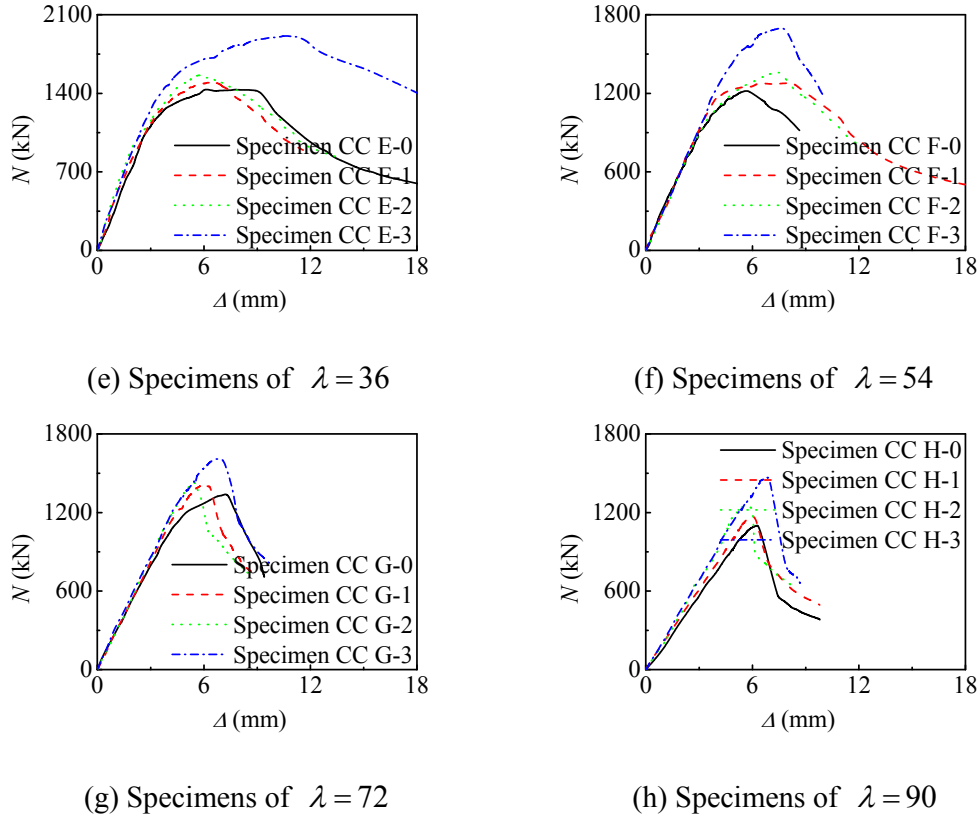 2100
1400
700
0
N (kN)
Specimen CC E-0
Specimen CC E-1
Specimen CC E-2
Specimen CC E-3
0 6 12 18
Δ (mm)
(e) Specimens of λ = 36
1800
1200
600
0
N (kN)
Specimen CC F-0
Specimen CC F-1
Specimen CC F-2
Specimen CC F-3
0 6 12 18
Δ (mm)
(f) Specimens of λ = 54
1800
1200
600
0
N (kN)
Specimen CC G-0
Specimen CC G-1
Specimen CC G-2
Specimen CC G-3
0 6 12 18
Δ (mm)
(g) Specimens of λ = 72
1800
1200
600
0
N (kN)
Specimen CC H-0
Specimen CC H-1
Specimen CC H-2
Specimen CC H-3
0 6 12 18
Δ (mm)
(h) Specimens of λ = 90